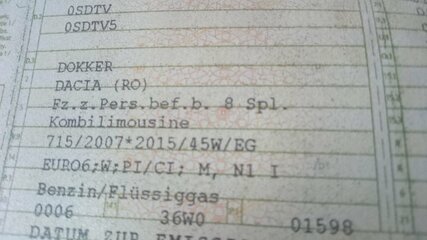 0SDTV
0SDTV5
DOKKER
DACIA (RO)
Fz.z.Pers.bef.b. 8 Spl.
Kombilimousine
715/2007*2015/45W/EG
EURO6;W;PI/CI; M, N1 I
Benzin/Flüssiggas
0006 36W0 01598
DATUM ZUR EMISS